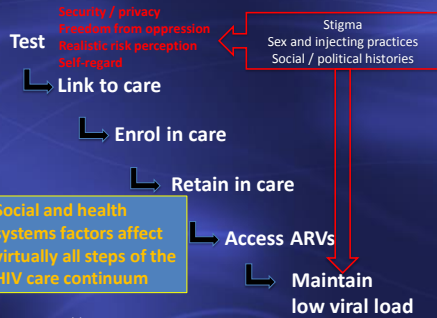 Security / privacy
Freedom from oppression
Test
Realistic risk perception
Self-regard
Stigma
Sex and injecting practices
Social / political histories
Link to care
Enrol in care
Retain in care
Social and health
systems factors affect
virtually all steps of the
HIV care continuum
Access ARVs
Maintain
low viral load